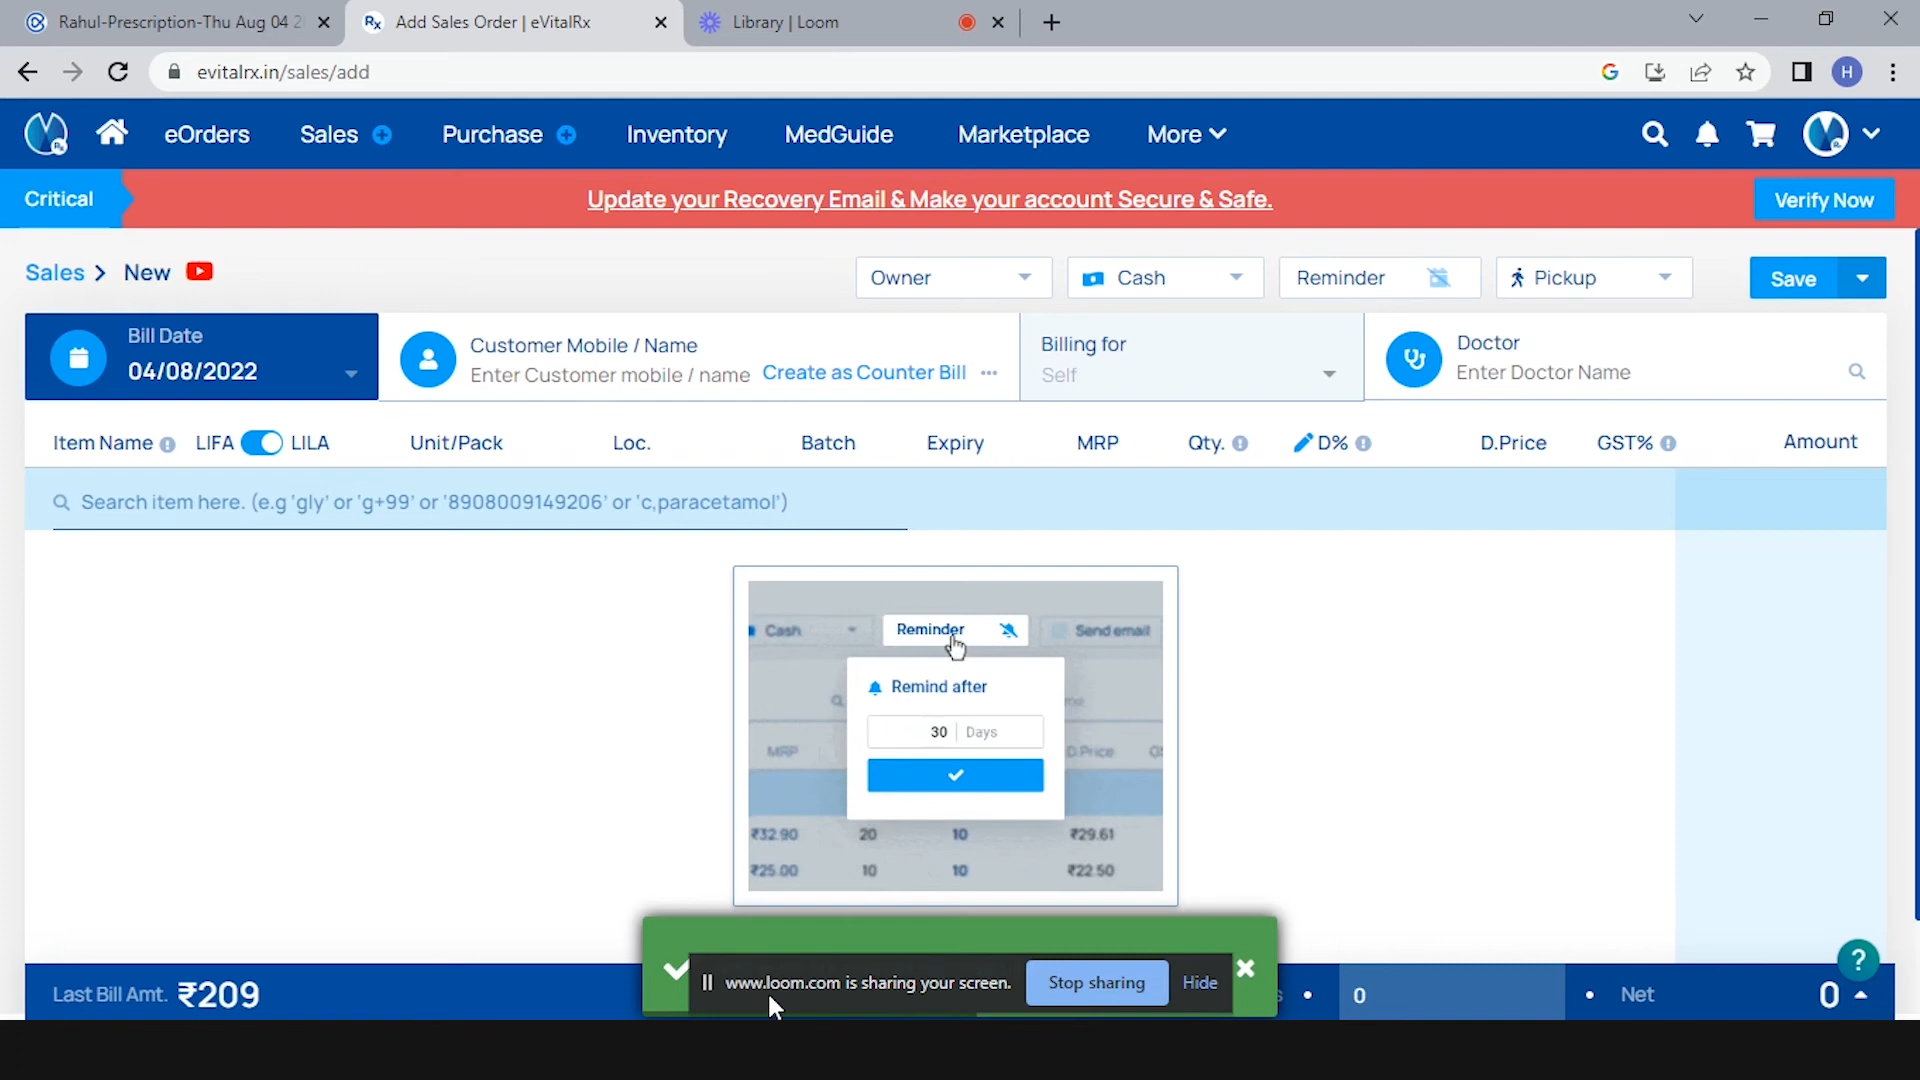 Rahul-Prescription-Thu Aug 04 2
Add Sales Order | eVitalRx
Library | Loom
evitalrx.in/sales/add
H
eOrders
Sales
Purchase
Inventory
MedGuide
Marketplace
More
Critical
Update your Recovery Email & Make your account Secure & Safe.
Verify Now
Sales > New
Owner
Cash
Reminder
Pickup
Save
Bill Date
04/08/2022
Customer Mobile / Name
Enter Customer mobile / name
Create as Counter Bill
Billing for
Self
Doctor
Enter Doctor Name
Item Name
LIFA
LILA
Unit/Pack
Loc.
Batch
Expiry
MRP
Qty.
D%
D.Price
GST%
Amount
Search item here. (e.g 'gly' or 'g+99' or '8908009149206' or 'c,paracetamol')
Cash
Reminder
Send email
Remind after
30 Days
MRP
D.Price
₹32.90 20 10 ₹29.61
₹25.00 10 10 ₹22.50
www.loom.com is sharing your screen.
Stop sharing
Hide
Last Bill Amt. ₹209
0
Net
0
?